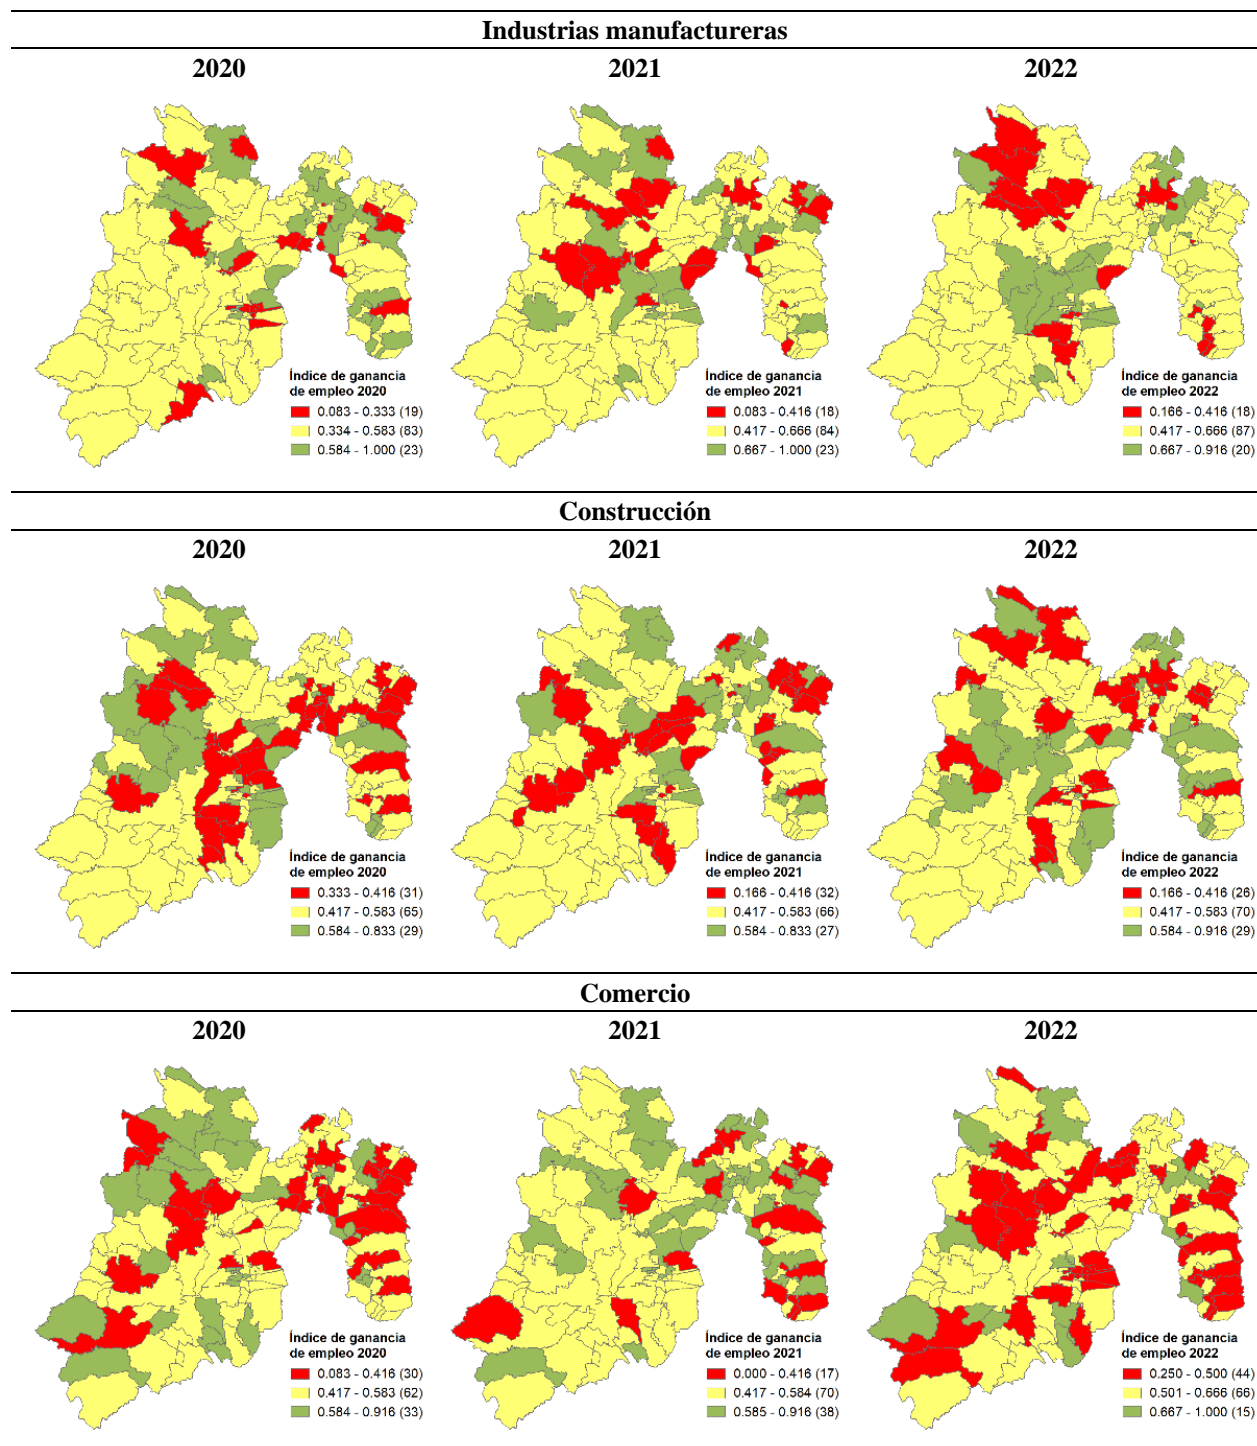 Industrias manufactureras
2020
2021
2022
Índice de ganancia
de empleo 2020
0.083 - 0.333 (19)
0.334 - 0.583 (83)
0.584 - 1.000 (23)
Índice de ganancia
de empleo 2021
0.083 - 0.416 (18)
0.417 - 0.666 (84)
0.667 - 1.000 (23)
Índice de ganancia
de empleo 2022
0.166 - 0.416 (18)
0.417 - 0.666 (87)
0.667 - 0.916 (20)
Construcción
2020
2021
2022
Índice de ganancia
de empleo 2020
0.333 - 0.416 (31)
0.417 - 0.583 (65)
0.584 - 0.833 (29)
Índice de ganancia
de empleo 2021
0.166 - 0.416 (32)
0.417 - 0.583 (66)
0.584 - 0.833 (27)
Índice de ganancia
de empleo 2022
0.166 - 0.416 (26)
0.417 - 0.583 (70)
0.584 - 0.916 (29)
Comercio
2020
2021
2022
Índice de ganancia
de empleo 2020
0.083 - 0.416 (30)
0.417 - 0.583 (62)
0.584 - 0.916 (33)
Índice de ganancia
de empleo 2021
0.000 - 0.416 (17)
0.417 - 0.584 (70)
0.585 - 0.916 (38)
Índice de ganancia
de empleo 2022
0.250 - 0.500 (44)
0.501 - 0.666 (66)
0.667 - 1.000 (15)